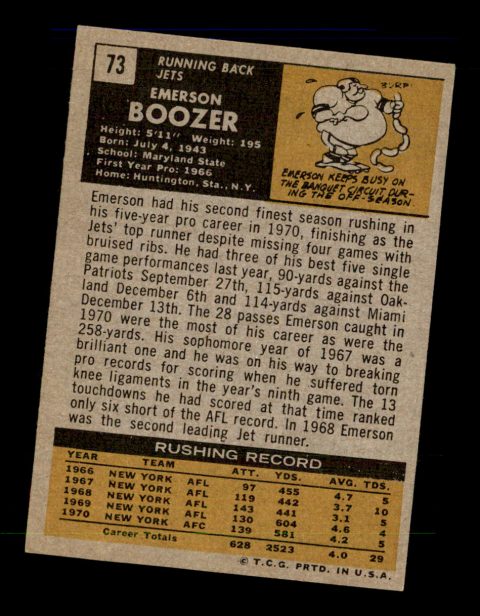 73
RUNNING BACK
JETS
EMERSON
BOOZER
Height: 5'11" Weight: 195
Born: July 4, 1943
School: Maryland State
First Year Pro: 1966
Home: Huntington, Sta., N.Y.
BURP
EMERSON KEEPS BUSY ON
THE BANQUET CIRCUIT DUR-
ING THE OFF-SEASON.
Emerson had his second finest season rushing in
his five-year pro career in 1970, finishing as the
Jets' top runner despite missing four games with
bruised ribs. He had three of his best five single
game performances last year, 90-yards against the
Patriots September 27th, 115-yards against Oak-
land December 6th and 114-yards against Miami
December 13th. The 28 passes Emerson caught in
1970 were the most of his career as were the
258-yards. His sophomore year of 1967 was a
brilliant one and he was on his way to breaking
pro records for scoring when he suffered torn
knee ligaments in the year's ninth game. The 13
touchdowns he had scored at that time ranked
only six short of the AFL record. In 1968 Emerson
was the second leading Jet runner.
RUSHING RECORD
YEAR TEAM ATT. YDS. AVG. TDS.
1966 NEW YORK AFL 97 455 4.7 5
1967 NEW YORK AFL 119 442 3.7 10
1968 NEW YORK AFL 143 441 3.1 5
1969 NEW YORK AFL 130 604 4.6 4
1970 NEW YORK AFC 139 581 4.2 5
Career Totals 628 2523 4.0 29
© T.C.G. PRTD. IN U.S.A.